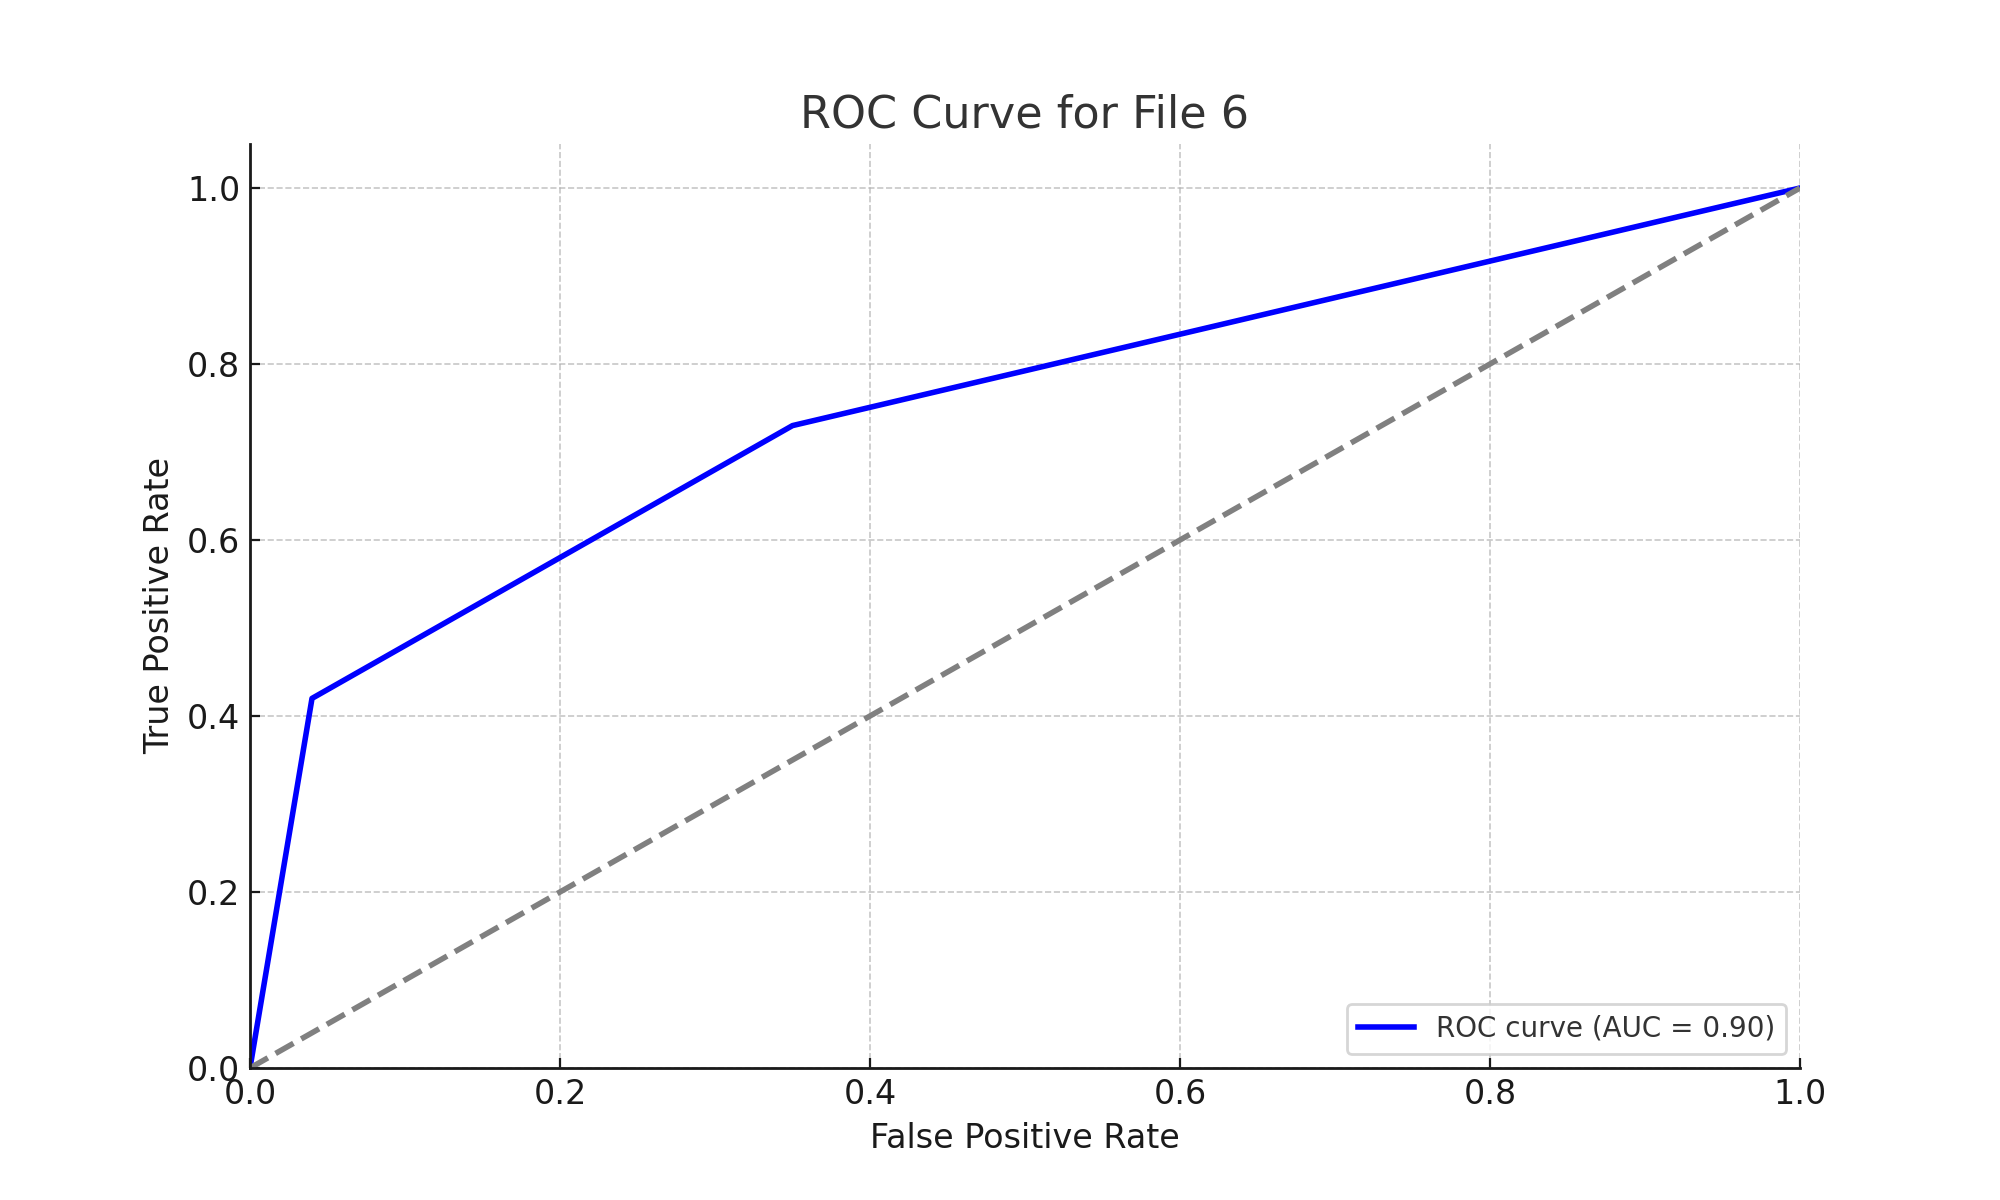 ROC Curve for File 6
1.0
0.8
0.6
0.4
0.2
0.0
True Positive Rate
0.0 0.2 0.4 0.6 0.8 1.0
False Positive Rate
ROC curve (AUC = 0.90)